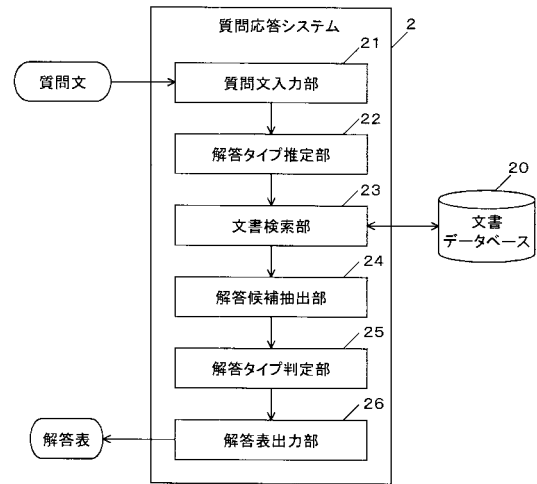 質問応答システム
2
21
質問文
質問文入力部
22
解答タイプ推定部
23
20
文書検索部
文書
データベース
24
解答候補抽出部
25
解答タイプ判定部
26
解答表
解答表出力部